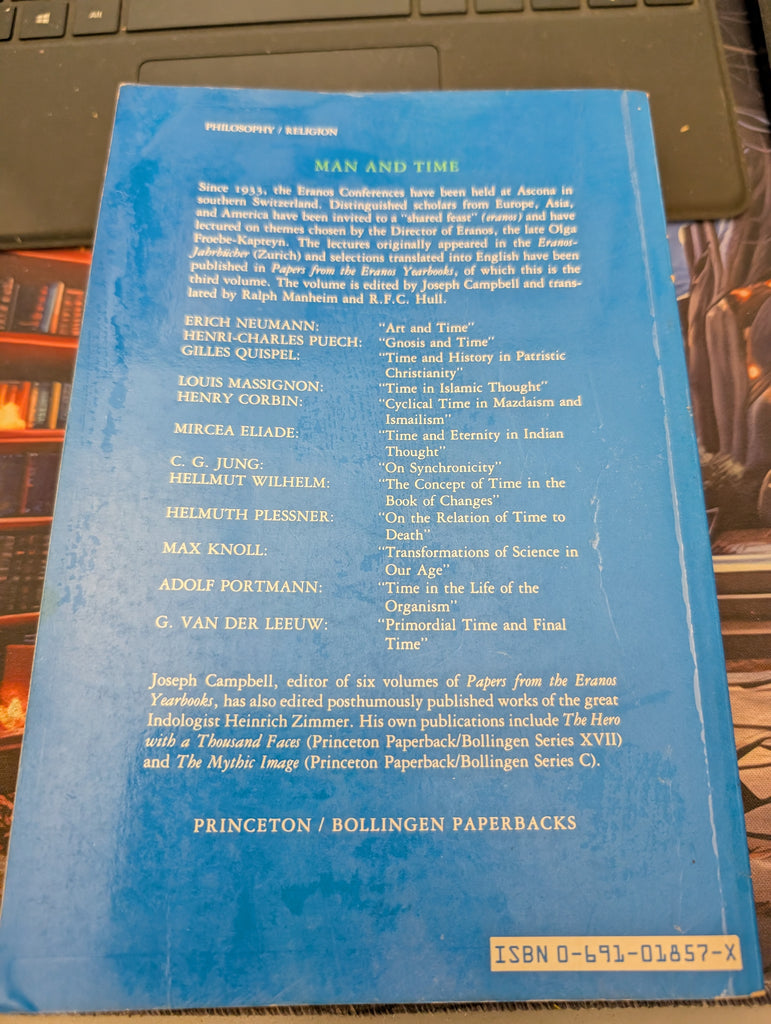 PHILOSOPHY / RELIGION
MAN AND TIME
Since 1933, the Eranos Conferences have been held at Ascona in
southern Switzerland. Distinguished scholars from Europe, Asia,
and America have been invited to a "shared feast" (eranos) and have
lectured on themes chosen by the Director of Eranos, the late Olga
Froebe-Kapteyn. The lectures originally appeared in the Eranos-
Jahrbücher (Zurich) and selections translated into English have been
published in Papers from the Eranos Yearbooks, of which this is the
third volume. The volume is edited by Joseph Campbell and trans-
lated by Ralph Manheim and R.F.C. Hull.
ERICH NEUMANN: "Art and Time"
HENRI-CHARLES PUECH: "Gnosis and Time"
GILLES QUISPEL: "Time and History in Patristic
Christianity"
LOUIS MASSIGNON: "Time in Islamic Thought"
HENRY CORBIN: "Cyclical Time in Mazdaism and
Ismailism"
MIRCEA ELIADE: "Time and Eternity in Indian
Thought"
C. G. JUNG: "On Synchronicity"
HELLMUT WILHELM: "The Concept of Time in the
Book of Changes"
HELMUTH PLESSNER: "On the Relation of Time to
Death"
MAX KNOLL: "Transformations of Science in
Our Age"
ADOLF PORTMANN: "Time in the Life of the
Organism"
G. VAN DER LEEUW: "Primordial Time and Final
Time"
Joseph Campbell, editor of six volumes of Papers from the Eranos
Yearbooks, has also edited posthumously published works of the great
Indologist Heinrich Zimmer. His own publications include The Hero
with a Thousand Faces (Princeton Paperback/Bollingen Series XVII)
and The Mythic Image (Princeton Paperback/Bollingen Series C).
PRINCETON / BOLLINGEN PAPERBACKS
ISBN 0-691-01857-X